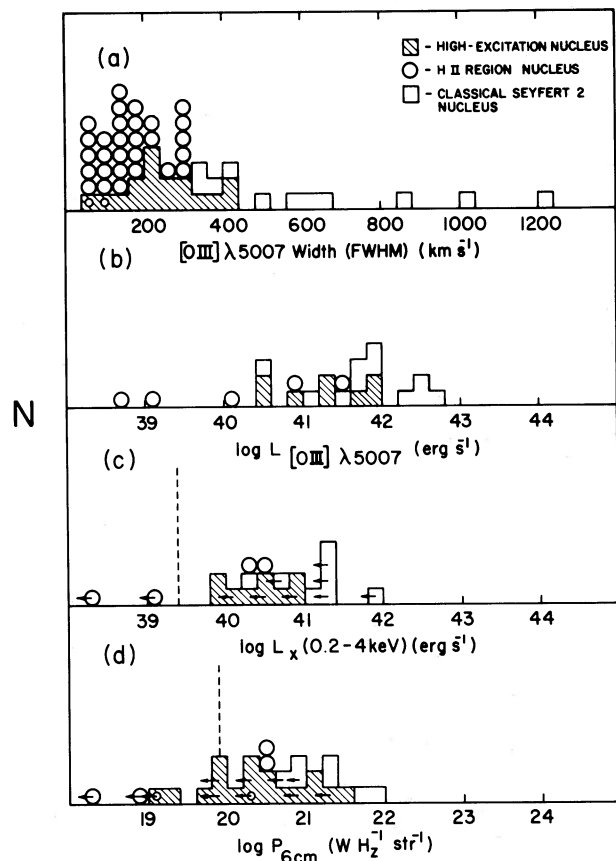 (a)
- HIGH-EXCITATION NUCLEUS
- H II REGION NUCLEUS
- CLASSICAL SEYFERT 2
NUCLEUS
200 400 600 800 1000 1200
[OIII] λ5007 Width (FWHM) (km s⁻¹)
(b)
N
39 40 41 42 43 44
log L [OIII] λ5007 (erg s⁻¹)
(c)
39 40 41 42 43 44
log Lx (0.2-4keV) (erg s⁻¹)
(d)
19 20 21 22 23 24
log P6cm (W Hz⁻¹ str⁻¹)